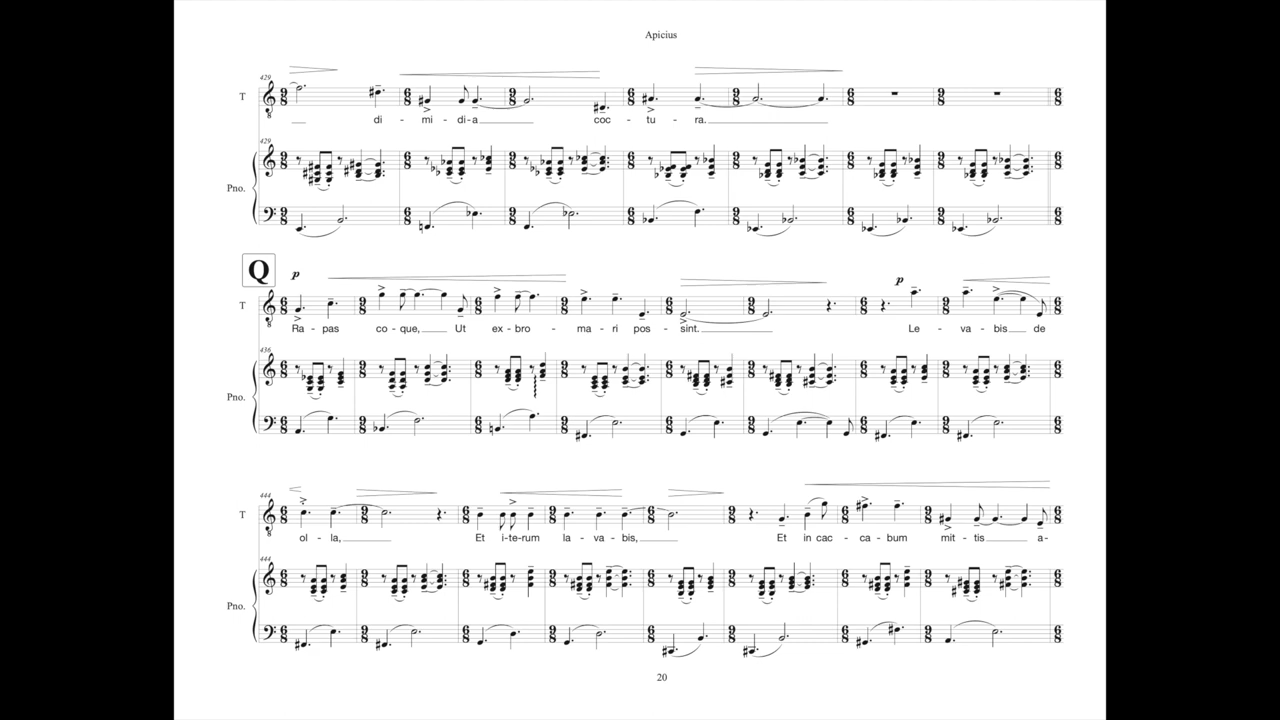 Apicius
429
T
di - mi - di - a coc - tu - ra.
429
Pno.
Q
p
p
T
Ra - pas co - que, Ut ex - bro - ma - ri pos - sint. Le - va - bis de
436
Pno.
444
T
ol - la, Et i - te - rum la - va - bis, Et in cac - ca - bum mit - tis a-
444
Pno.
20